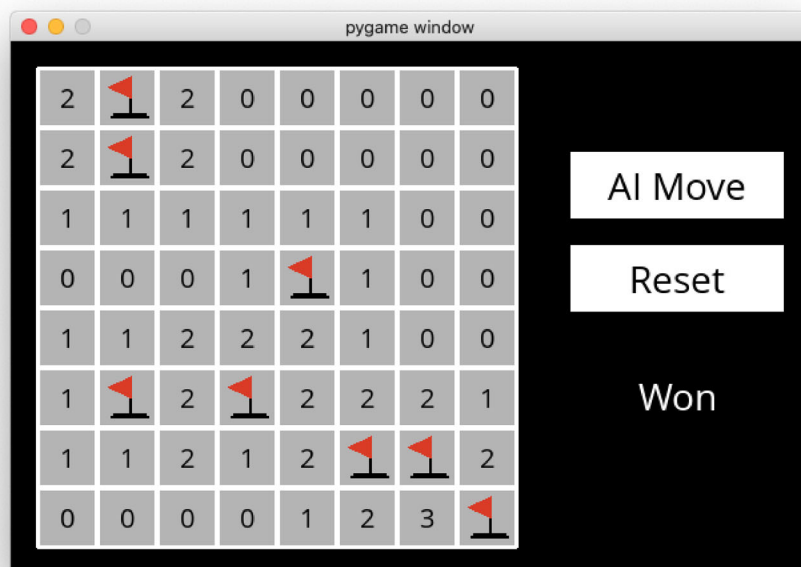 pygame window
2 2 0 0 0 0 0
2 2 0 0 0 0 0
1 1 1 1 1 1 0 0
0 0 0 1 1 0 0
1 1 2 2 2 1 0 0
1 2 2 2 2 1
1 1 2 1 2 2
0 0 0 0 1 2 3
AI Move
Reset
Won